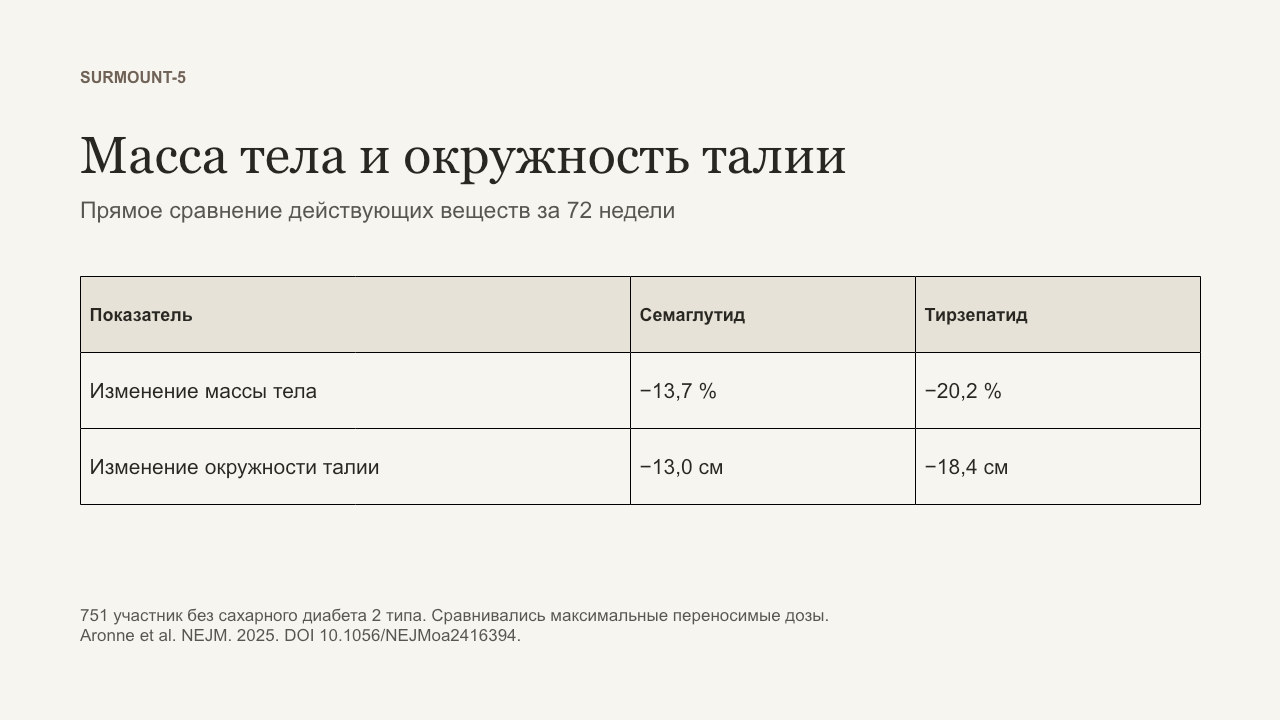 SURMOUNT-5
Масса тела и окружность талии
Прямое сравнение действующих веществ за 72 недели
Показатель Семаглутид Тирзепатид
Изменение массы тела −13,7 % −20,2 %
Изменение окружности талии −13,0 см −18,4 см
751 участник без сахарного диабета 2 типа. Сравнивались максимальные переносимые дозы.
Aronne et al. NEJM. 2025. DOI 10.1056/NEJMoa2416394.